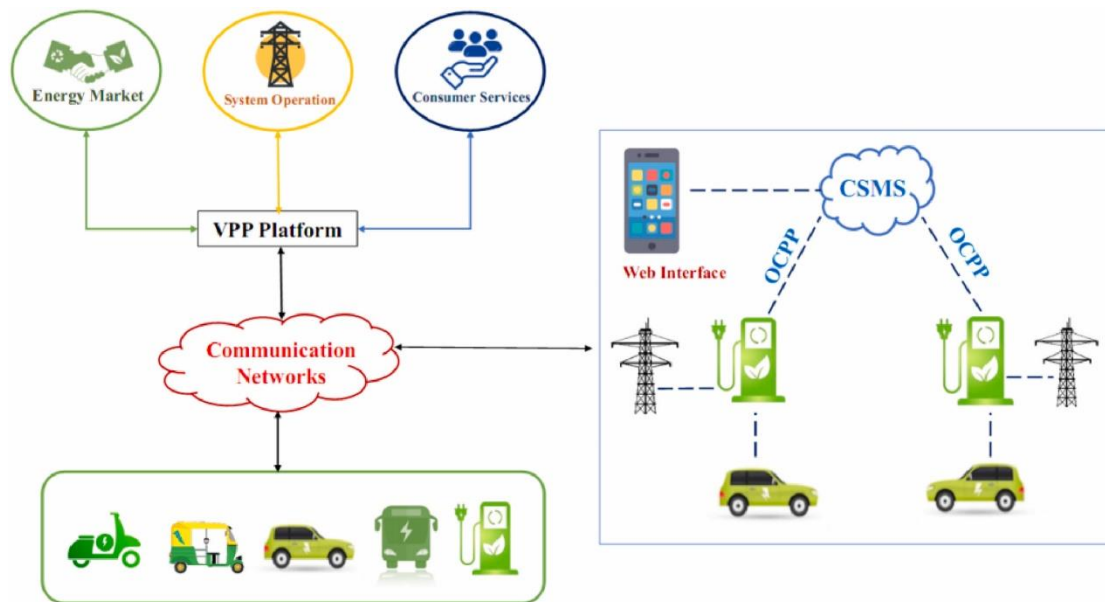 Energy Market
System Operation
Consumer Services
VPP Platform
Communication
Networks
CSMS
Web Interface
OCPP
OCPP